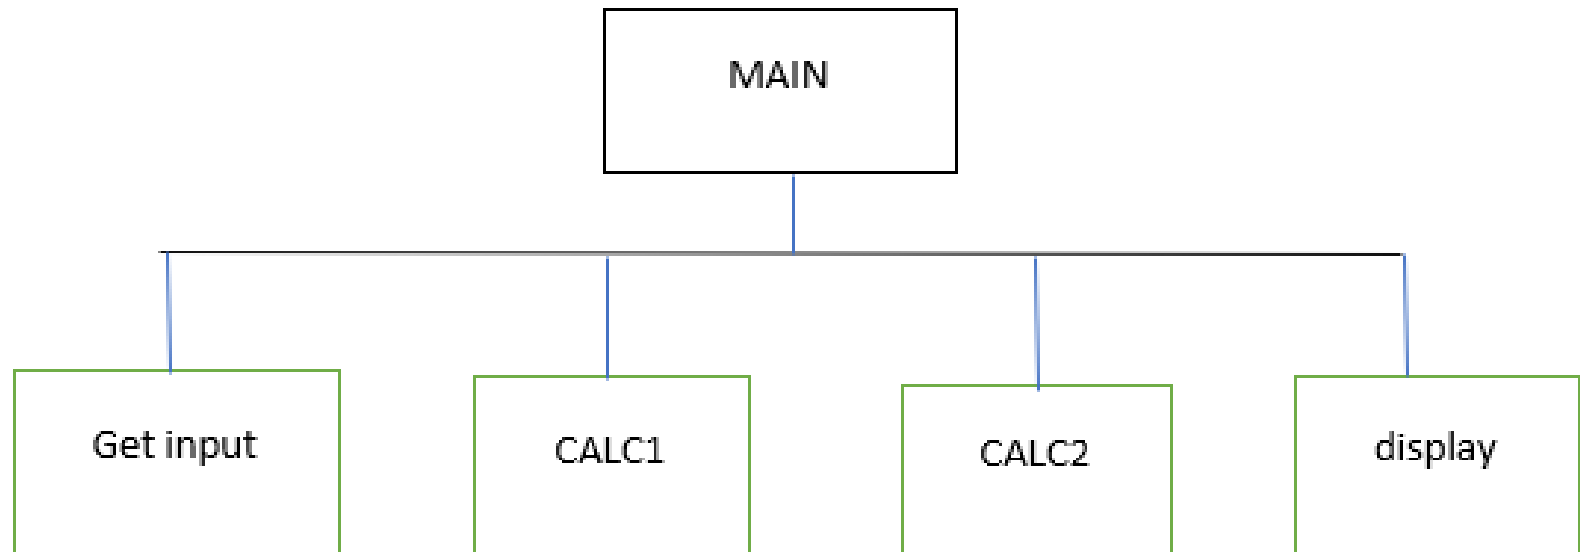 MAIN
Get input
CALC1
CALC2
display